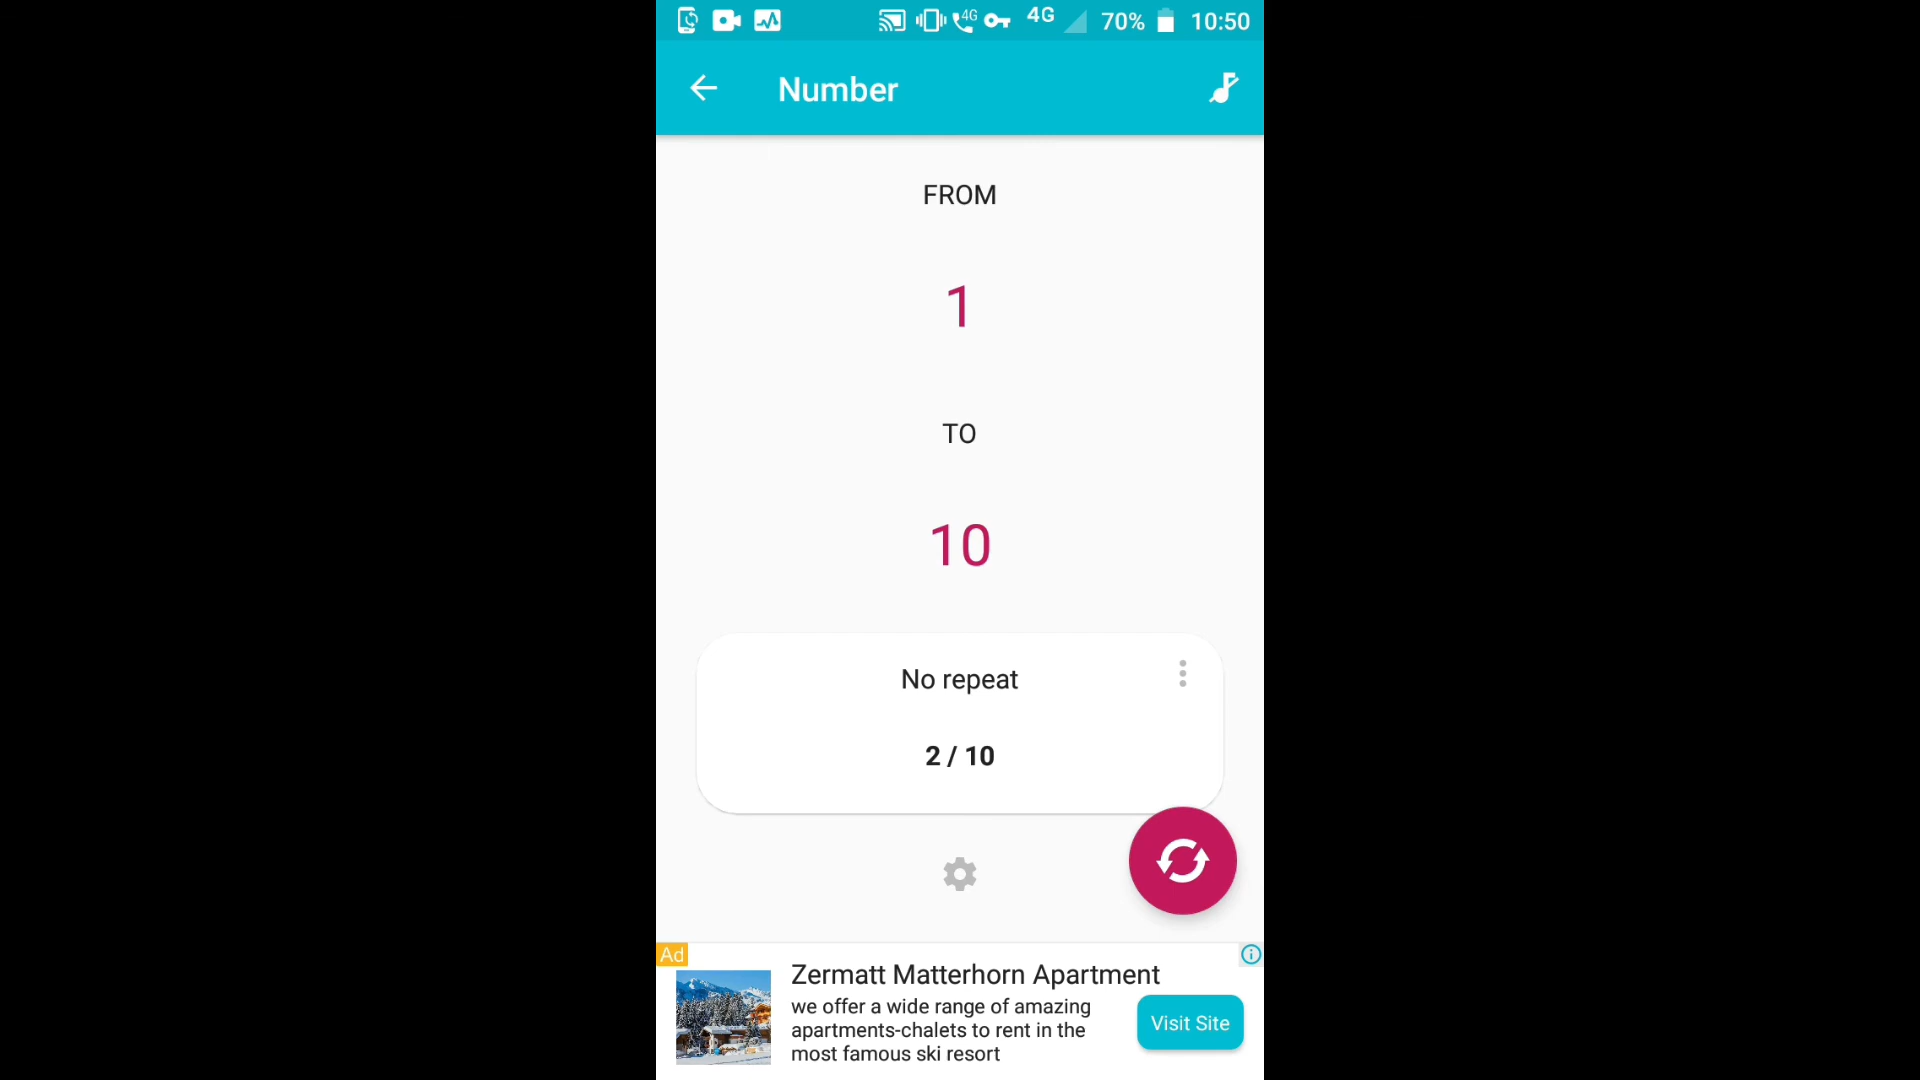 4G 4G 70% 10:50
Number
FROM
1
TO
10
No repeat
2 / 10
Ad
Zermatt Matterhorn Apartment
we offer a wide range of amazing
apartments-chalets to rent in the
most famous ski resort
Visit Site